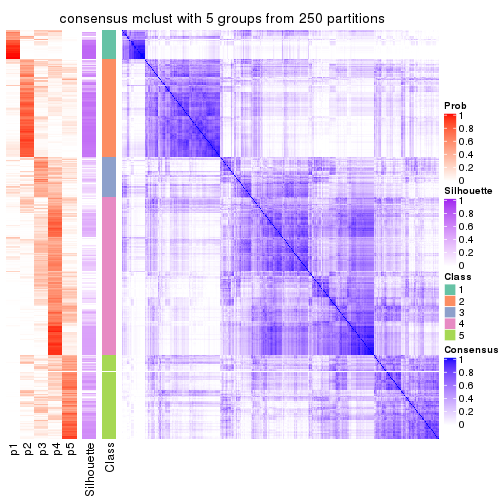 consensus mclust with 5 groups from 250 partitions
Prob
1
0.8
0.6
0.4
0.2
0
Silhouette
1
0.8
0.6
0.4
0.2
0
Class
1
2
3
4
5
Consensus
1
0.8
0.6
0.4
0.2
0
p1
p2
p3
p4
p5
Silhouette
Class